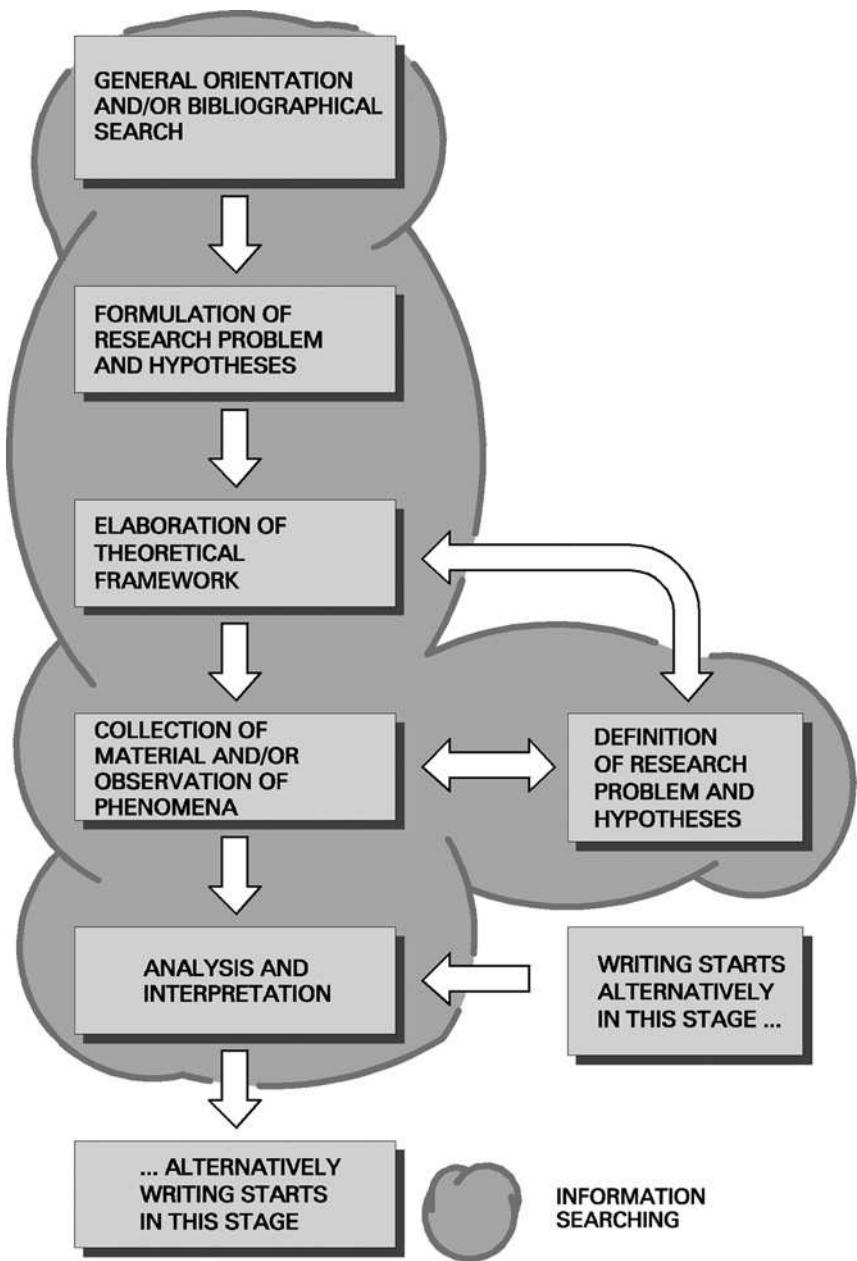 GENERAL ORIENTATION
AND/OR BIBLIOGRAPHICAL
SEARCH
FORMULATION OF
RESEARCH PROBLEM
AND HYPOTHESES
ELABORATION OF
THEORETICAL
FRAMEWORK
COLLECTION OF
MATERIAL AND/OR
OBSERVATION OF
PHENOMENA
DEFINITION
OF RESEARCH
PROBLEM AND
HYPOTHESES
ANALYSIS AND
INTERPRETATION
WRITING STARTS
ALTERNATIVELY
IN THIS STAGE ...
... ALTERNATIVELY
WRITING STARTS
IN THIS STAGE
INFORMATION
SEARCHING